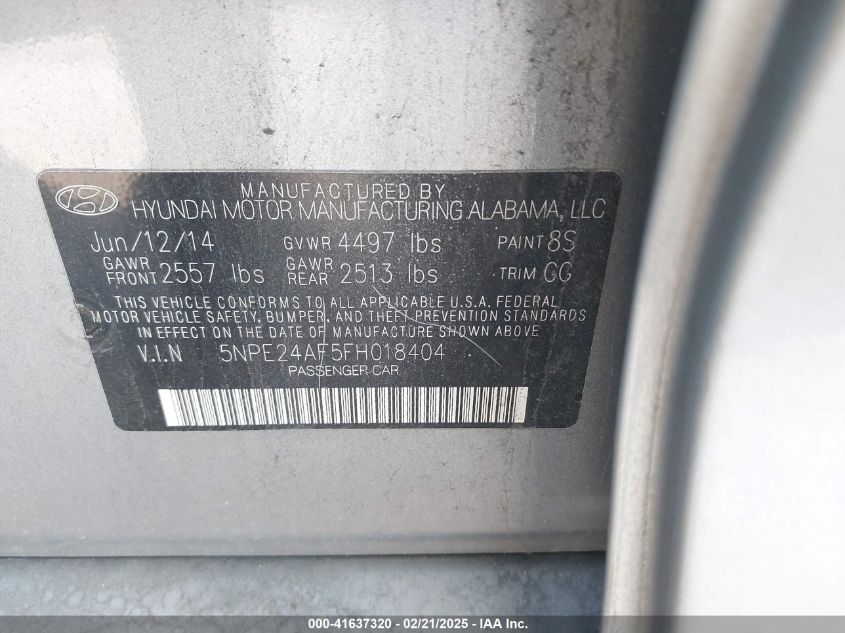 MANUFACTURED BY
HYUNDAI MOTOR MANUFACTURING ALABAMA, LLC
Jun/12/14 GVWR 4497 lbs PAINT 8S
GAWR FRONT 2557 lbs GAWR REAR 2513 lbs TRIM GG
THIS VEHICLE CONFORMS TO ALL APPLICABLE U.S.A. FEDERAL
MOTOR VEHICLE SAFETY, BUMPER, AND THEFT PREVENTION STANDARDS
IN EFFECT ON THE DATE OF MANUFACTURE SHOWN ABOVE
V.I.N 5NPE24AF5FH018404
PASSENGER CAR
000-41637320 - 02/21/2025 - IAA Inc.